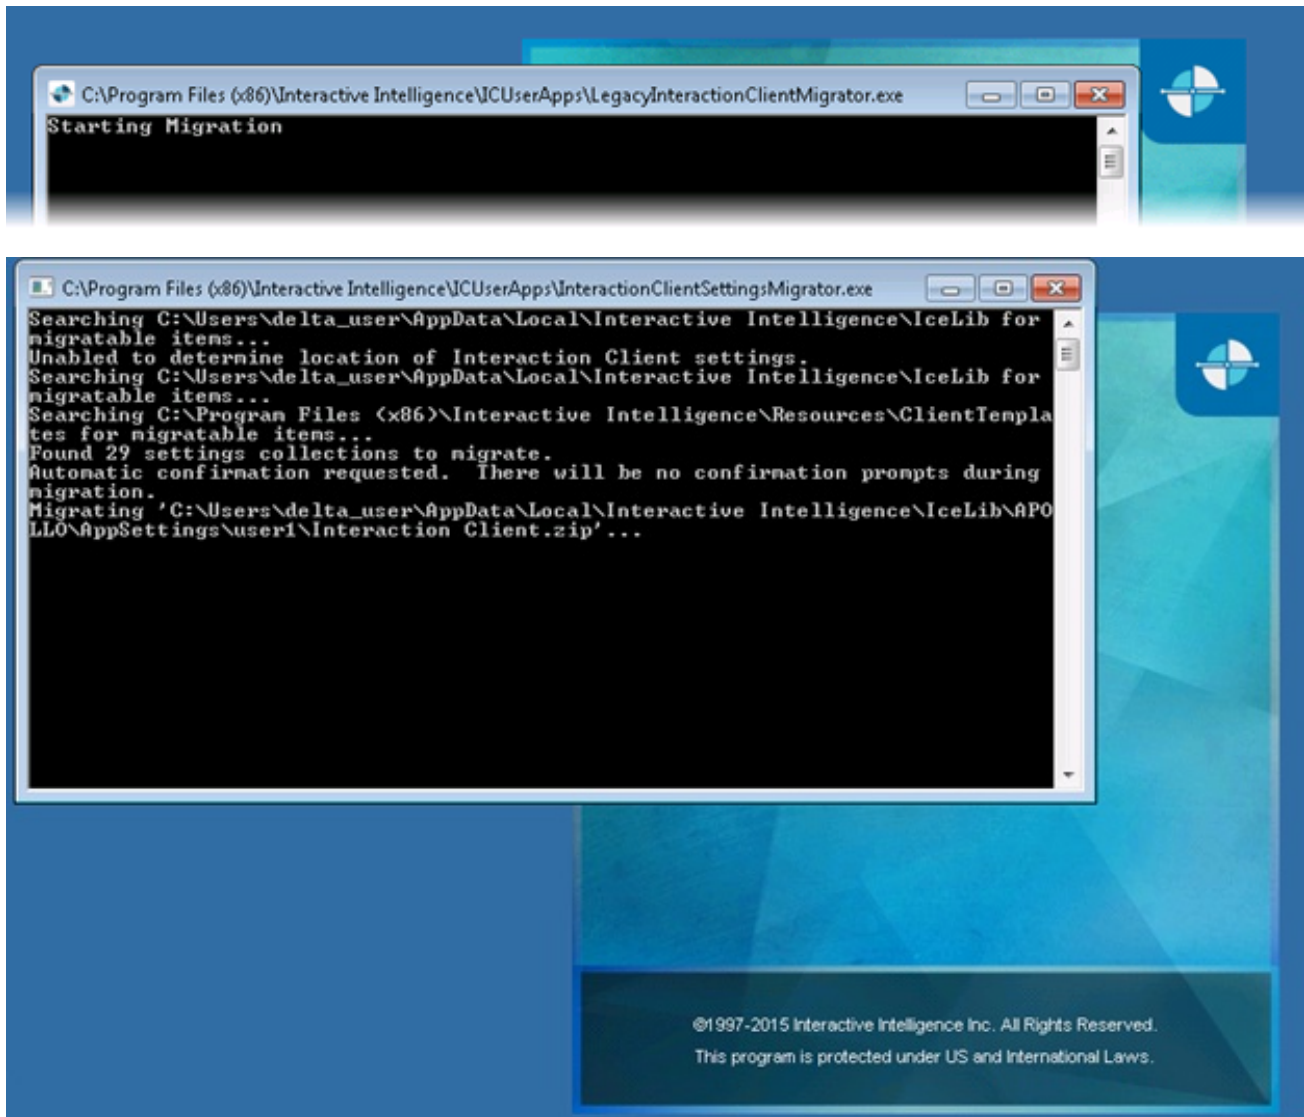 C:\Program Files (x86)\Interactive Intelligence\ICUserApps\LegacyInteractionClientMigrator.exe
Starting Migration
C:\Program Files (x86)\Interactive Intelligence\ICUserApps\InteractionClientSettingsMigrator.exe
Searching C:\Users\delta_user\AppData\Local\Interactive Intelligence\IceLib for
migratable items...
Unabled to determine location of Interaction Client settings.
Searching C:\Users\delta_user\AppData\Local\Interactive Intelligence\IceLib for
migratable items...
Searching C:\Program Files (x86)\Interactive Intelligence\Resources\ClientTempla
tes for migratable items...
Found 29 settings collections to migrate.
Automatic confirmation requested.  There will be no confirmation prompts during
migration.
Migrating 'C:\Users\delta_user\AppData\Local\Interactive Intelligence\IceLib\APO
LLO\AppSettings\user1\Interaction Client.zip'...
©1997-2015 Interactive Intelligence Inc. All Rights Reserved.
This program is protected under US and International Laws.